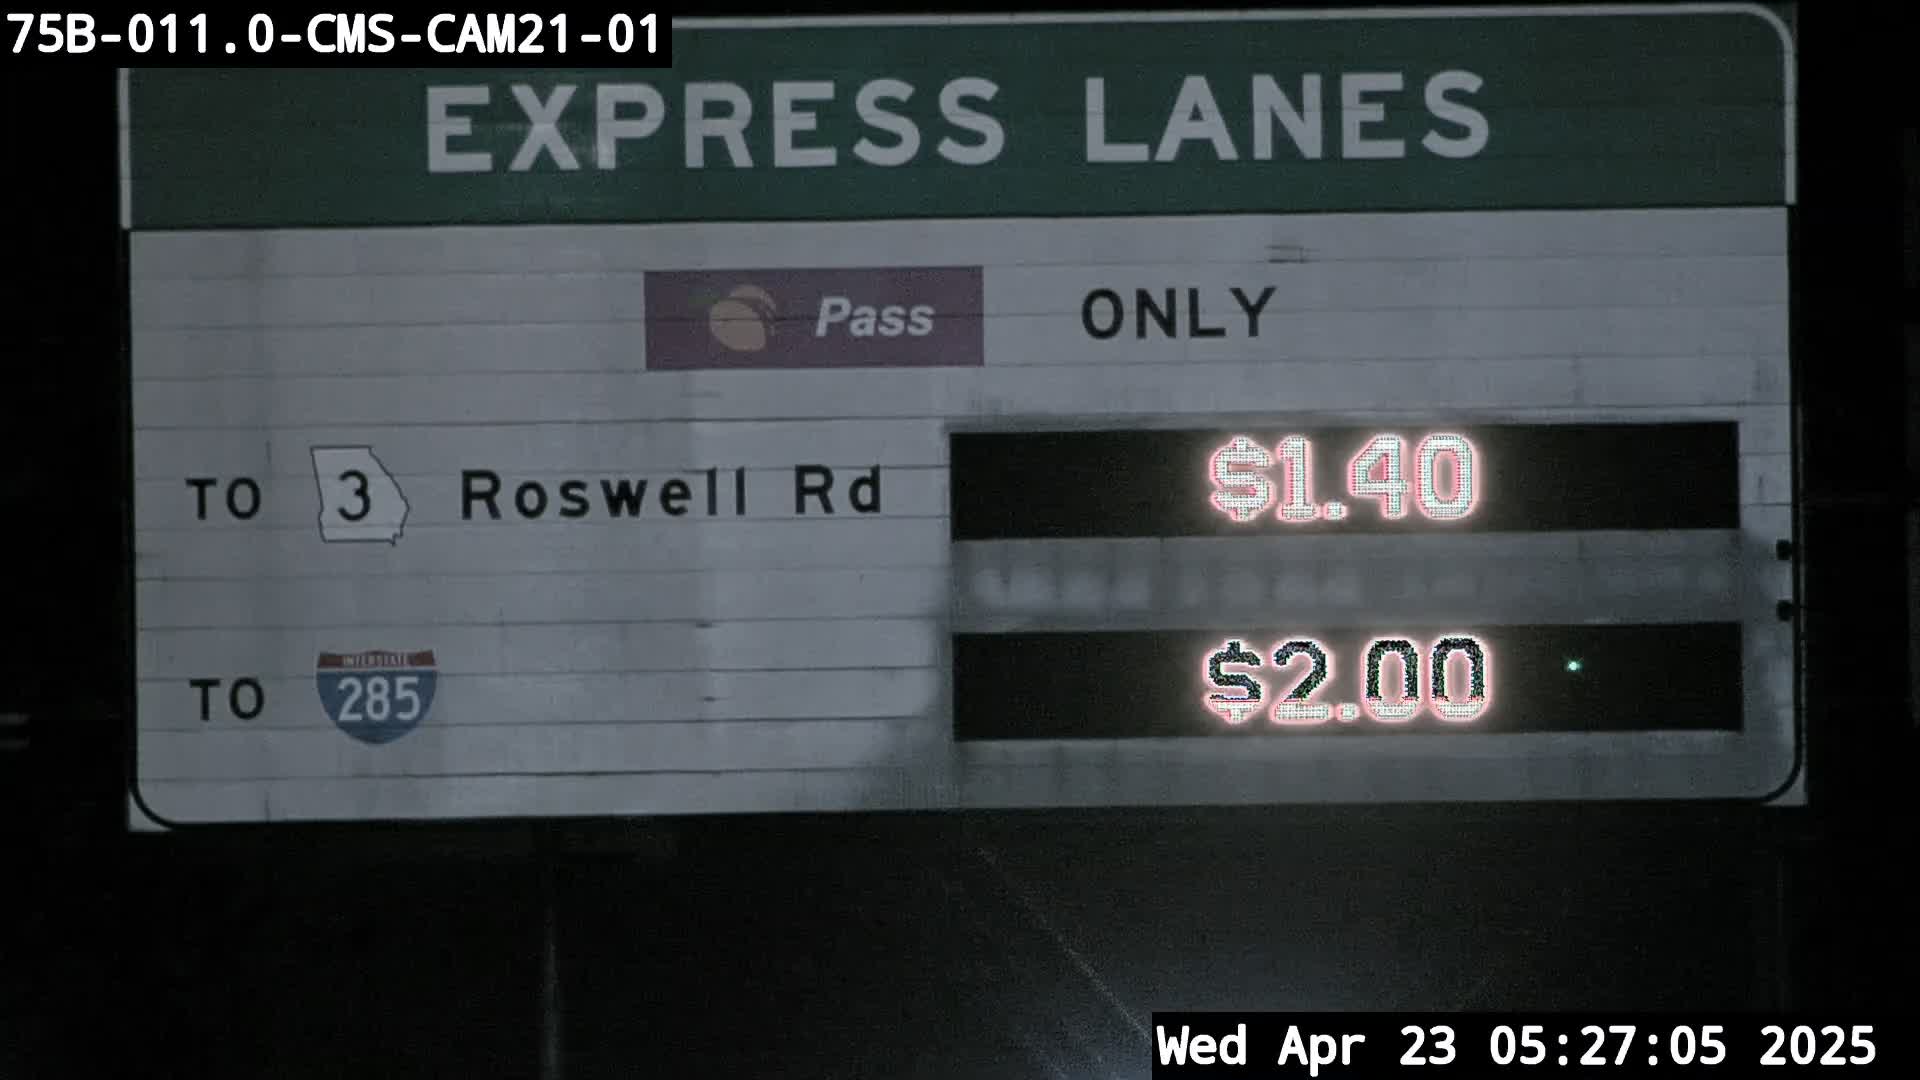 75B-011.0-CMS-CAM21-01
EXPRESS LANES
Pass ONLY
TO 3 Roswell Rd $1.40
INTERSTATE
TO 285 $2.00
Wed Apr 23 05:27:05 2025